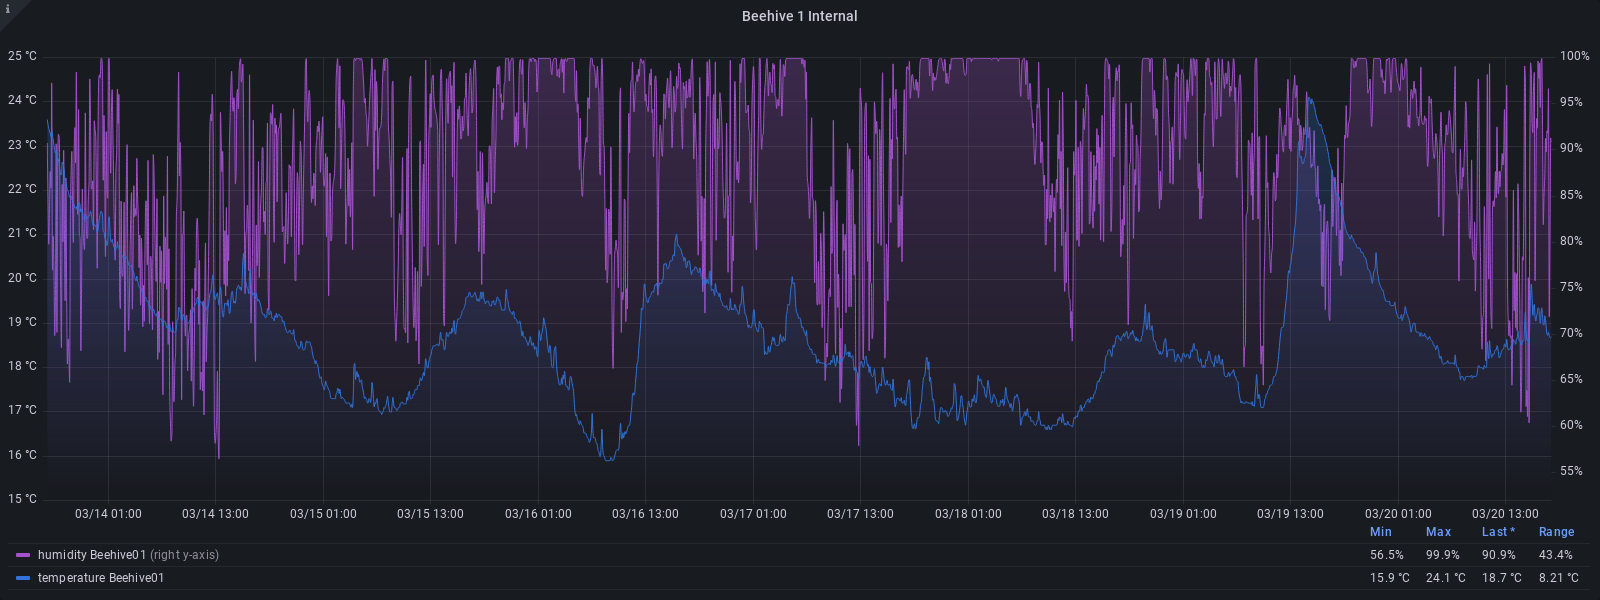 i
Beehive 1 Internal
25 °C 100%
24 °C 95%
23 °C 90%
22 °C 85%
21 °C 80%
20 °C 75%
19 °C 70%
18 °C 65%
17 °C 60%
16 °C 55%
15 °C
03/14 01:00 03/14 13:00 03/15 01:00 03/15 13:00 03/16 01:00 03/16 13:00 03/17 01:00 03/17 13:00 03/18 01:00 03/18 13:00 03/19 01:00 03/19 13:00 03/20 01:00 03/20 13:00
Min Max Last * Range
humidity Beehive01 (right y-axis) 56.5% 99.9% 90.9% 43.4%
temperature Beehive01 15.9 °C 24.1 °C 18.7 °C 8.21 °C